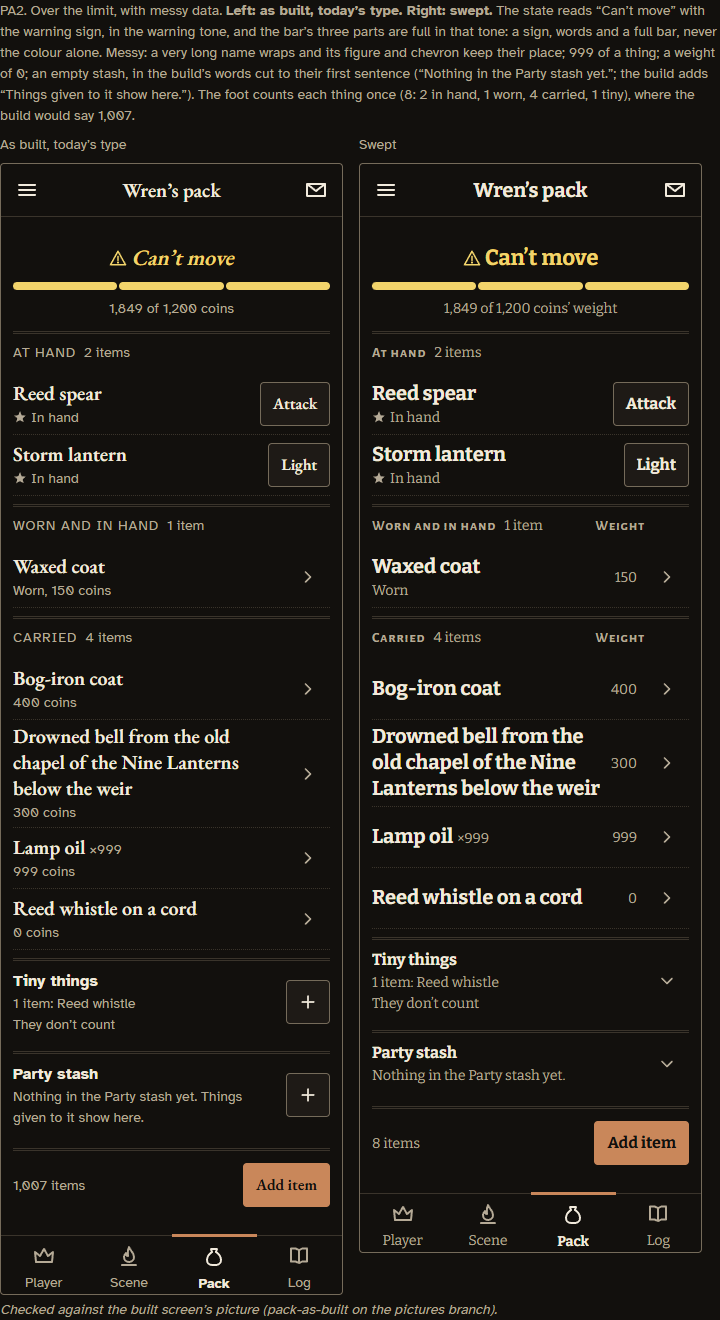 PA2. Over the limit, with messy data. Left: as built, today's type. Right: swept. The state reads “Can't move” with
the warning sign, in the warning tone, and the bar's three parts are full in that tone: a sign, words and a full bar, never
the colour alone. Messy: a very long name wraps and its figure and chevron keep their place; 999 of a thing; a weight
of 0; an empty stash, in the build's words cut to their first sentence (“Nothing in the Party stash yet.”; the build adds
“Things given to it show here.”). The foot counts each thing once (8: 2 in hand, 1 worn, 4 carried, 1 tiny), where the
build would say 1,007.
As built, today's type
Wren's pack
Can't move
1,849 of 1,200 coins
AT HAND 2 items
Reed spear
In hand
Attack
Storm lantern
In hand
Light
WORN AND IN HAND 1 item
Waxed coat
Worn, 150 coins
CARRIED 4 items
Bog-iron coat
400 coins
Drowned bell from the old
chapel of the Nine Lanterns
below the weir
300 coins
Lamp oil ×999
999 coins
Reed whistle on a cord
0 coins
Tiny things
1 item: Reed whistle
They don't count
Party stash
Nothing in the Party stash yet. Things
given to it show here.
1,007 items
Add item
Player
Scene
Pack
Log
Swept
Wren's pack
Can't move
1,849 of 1,200 coins' weight
At hand 2 items
Reed spear
In hand
Attack
Storm lantern
In hand
Light
Worn and in hand 1 item Weight
Waxed coat
Worn
150
Carried 4 items Weight
Bog-iron coat 400
Drowned bell from the
old chapel of the Nine
Lanterns below the weir
300
Lamp oil ×999 999
Reed whistle on a cord 0
Tiny things
1 item: Reed whistle
They don't count
Party stash
Nothing in the Party stash yet.
8 items
Add item
Player
Scene
Pack
Log
Checked against the built screen's picture (pack-as-built on the pictures branch).